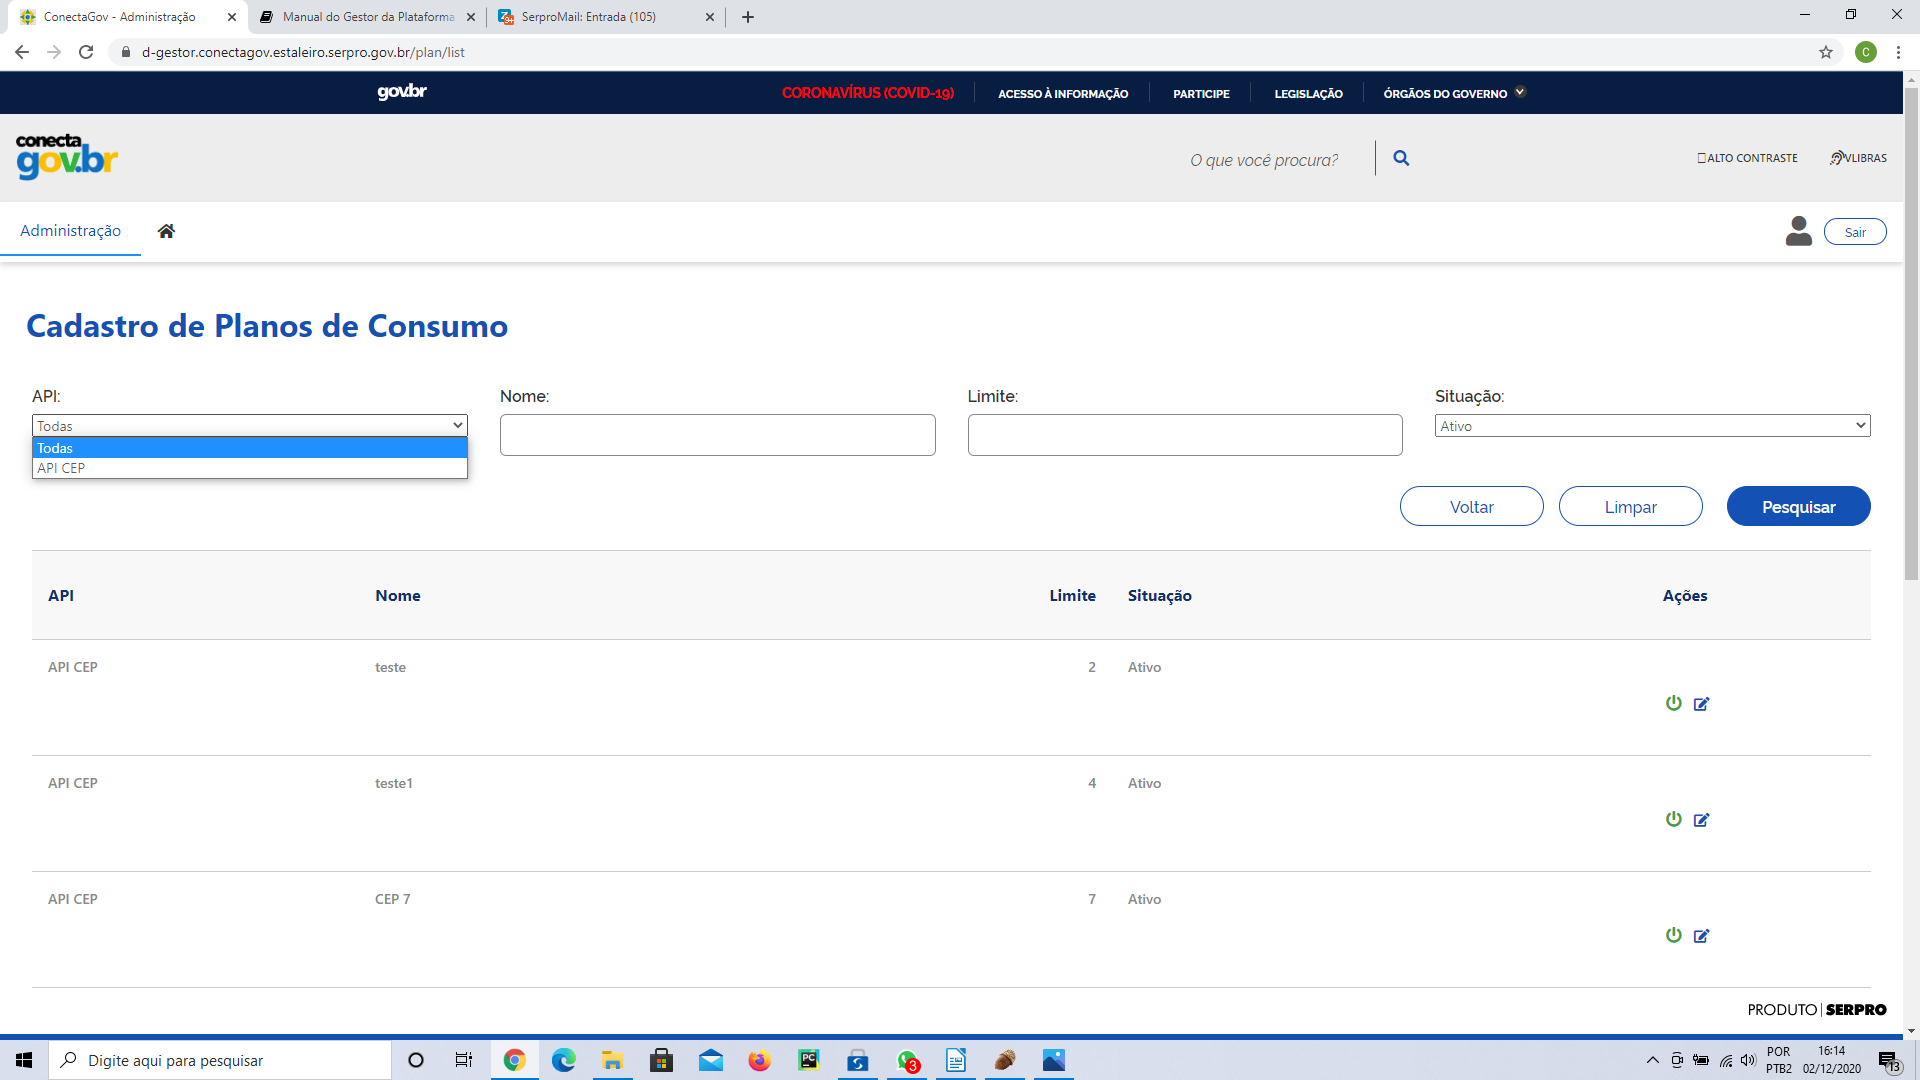 ConectaGov - Administração
Manual do Gestor da Plataforma
SerproMail: Entrada (105)
d-gestor.conectagov.estaleiro.serpro.gov.br/plan/list
C
gov.br
CORONAVÍRUS (COVID-19)
ACESSO À INFORMAÇÃO
PARTICIPE
LEGISLAÇÃO
ÓRGÃOS DO GOVERNO
conecta
gov.br
O que você procura?
ALTO CONTRASTE
VLIBRAS
Administração
Sair
Cadastro de Planos de Consumo
API:
Nome:
Limite:
Situação:
Todas
Ativo
Todas
API CEP
Voltar
Limpar
Pesquisar
API Nome Limite Situação Ações
API CEP teste 2 Ativo
API CEP teste1 4 Ativo
API CEP CEP 7 7 Ativo
PRODUTO | SERPRO
Digite aqui para pesquisar
PC
3
POR
PTB2
16:14
02/12/2020
13